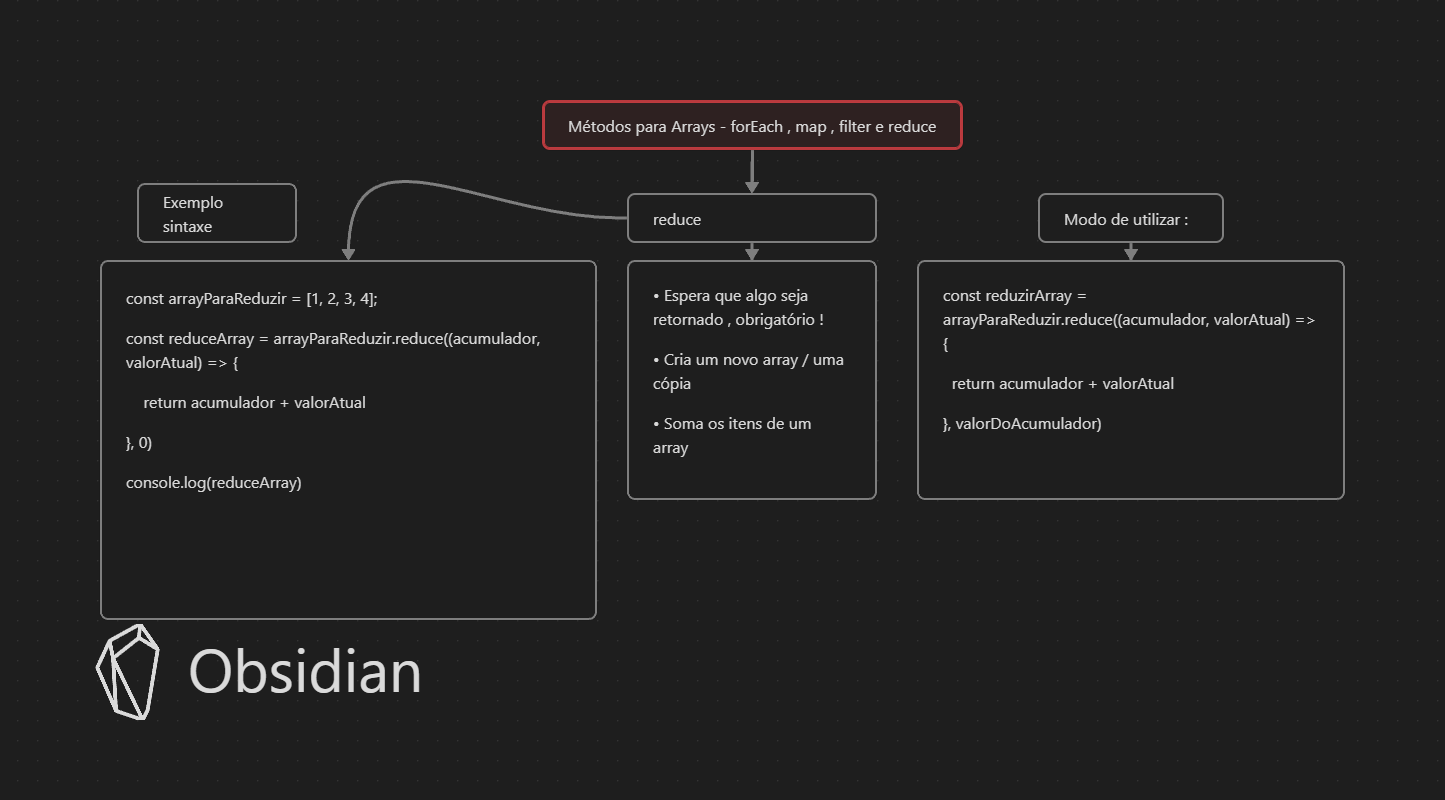 Métodos para Arrays - forEach , map , filter e reduce
Exemplo
sintaxe
reduce
Modo de utilizar :
const arrayParaReduzir = [1, 2, 3, 4];
const reduceArray = arrayParaReduzir.reduce((acumulador,
valorAtual) => {
return acumulador + valorAtual
}, 0)
console.log(reduceArray)
• Espera que algo seja
retornado , obrigatório !
• Cria um novo array / uma
cópia
• Soma os itens de um
array
const reduzirArray =
arrayParaReduzir.reduce((acumulador, valorAtual) =>
{
return acumulador + valorAtual
}, valorDoAcumulador)
Obsidian